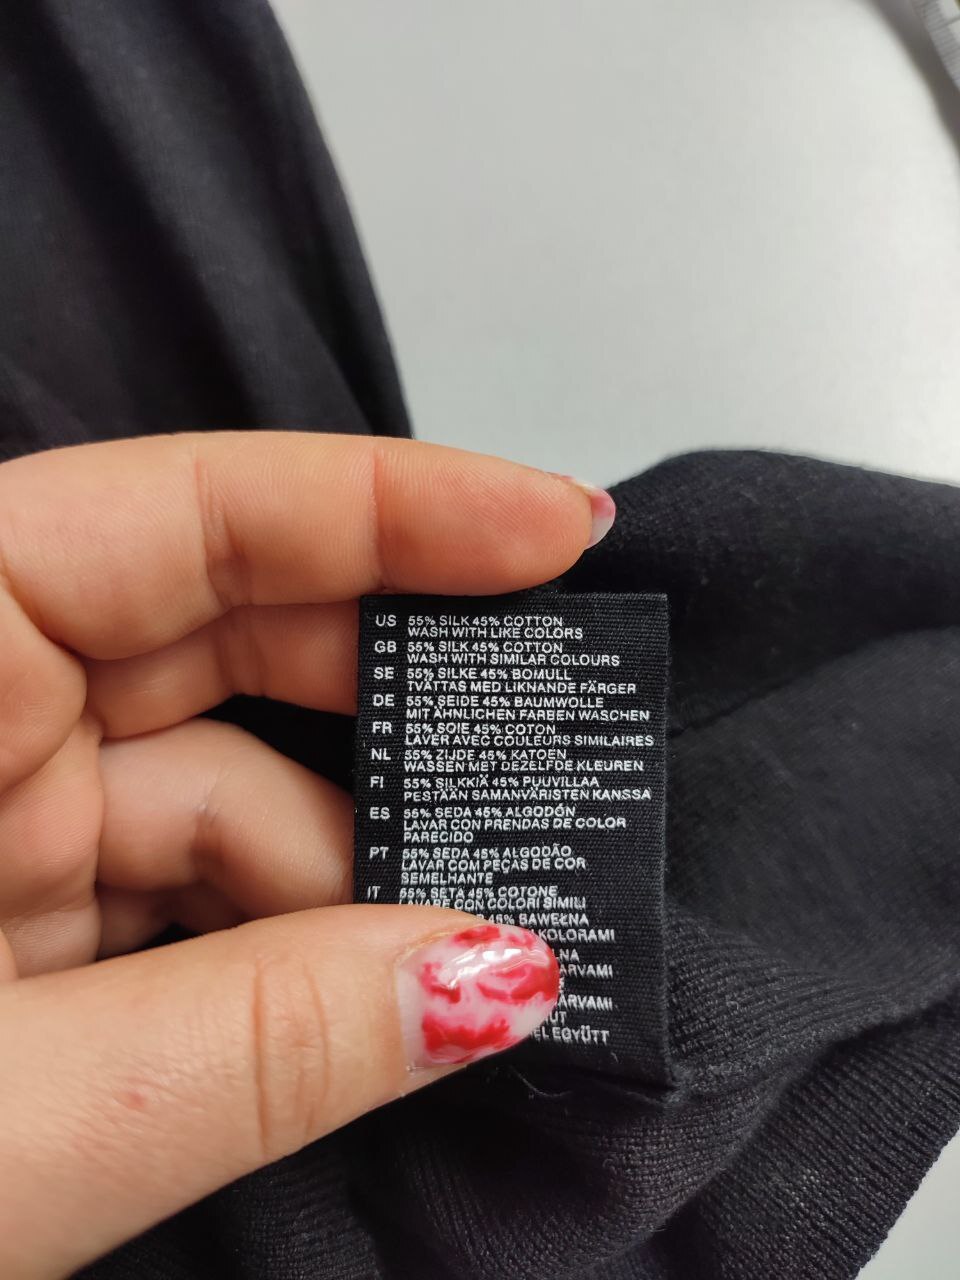 US 55% SILK 45% COTTON
WASH WITH LIKE COLORS
GB 55% SILK 45% COTTON
WASH WITH SIMILAR COLOURS
SE 55% SILKE 45% BOMULL
TVÄTTAS MED LIKNANDE FÄRGER
DE 55% SEIDE 45% BAUMWOLLE
MIT ÄHNLICHEN FARBEN WASCHEN
FR 55% SOIE 45% COTON
LAVER AVEC COULEURS SIMILAIRES
NL 55% ZIJDE 45% KATOEN
WASSEN MET DEZELFDE KLEUREN
FI 55% SILKKIÄ 45% PUUVILLAA
PESTÄÄN SAMANVÄRISTEN KANSSA
ES 55% SEDA 45% ALGODÓN
LAVAR CON PRENDAS DE COLOR
PARECIDO
PT 55% SEDA 45% ALGODÃO
LAVAR COM PEÇAS DE COR
SEMELHANTE
IT 55% SETA 45% COTONE
LAVARE CON COLORI SIMILI
45% BAWEŁNA
KOLORAMI
EGYÜTT